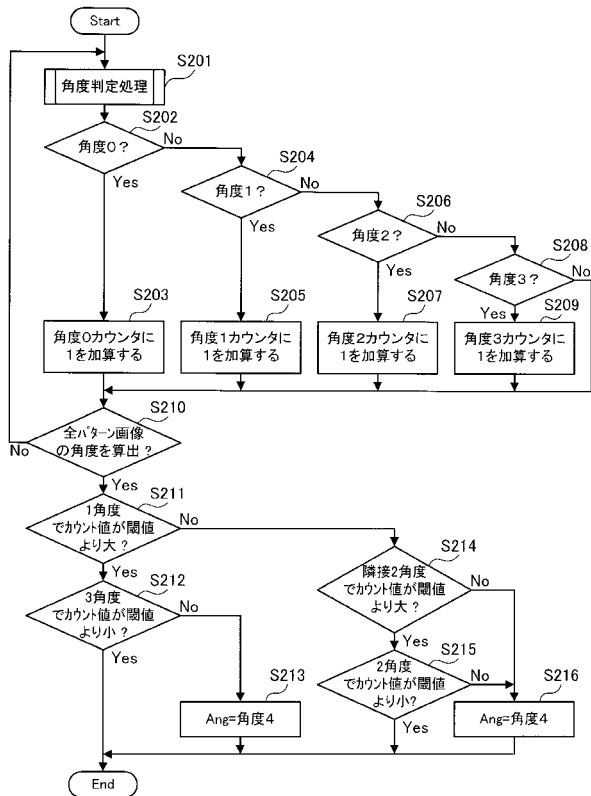 Start
S201
角度判定処理
S202
角度0?
No
Yes
S204
角度1?
No
Yes
S206
角度2?
No
Yes
S208
角度3?
No
Yes
S203
角度0カウンタに
1を加算する
S205
角度1カウンタに
1を加算する
S207
角度2カウンタに
1を加算する
S209
角度3カウンタに
1を加算する
S210
全パターン画像
の角度を算出?
No
Yes
S211
1角度
でカウント値が閾値
より大?
No
Yes
S212
3角度
でカウント値が閾値
より小?
No
Yes
S213
Ang=角度4
S214
隣接2角度
でカウント値が閾値
より大?
No
Yes
S215
2角度
でカウント値が閾値
より小?
No
Yes
S216
Ang=角度4
End